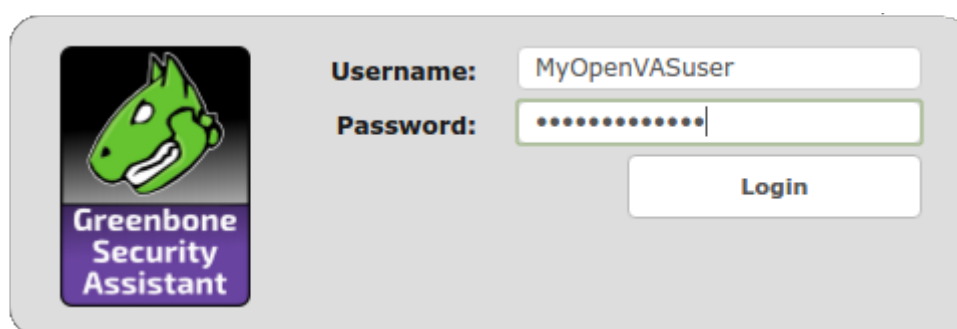 Username:
MyOpenVASuser
Password:
•••••••••••••
Login
Greenbone
Security
Assistant